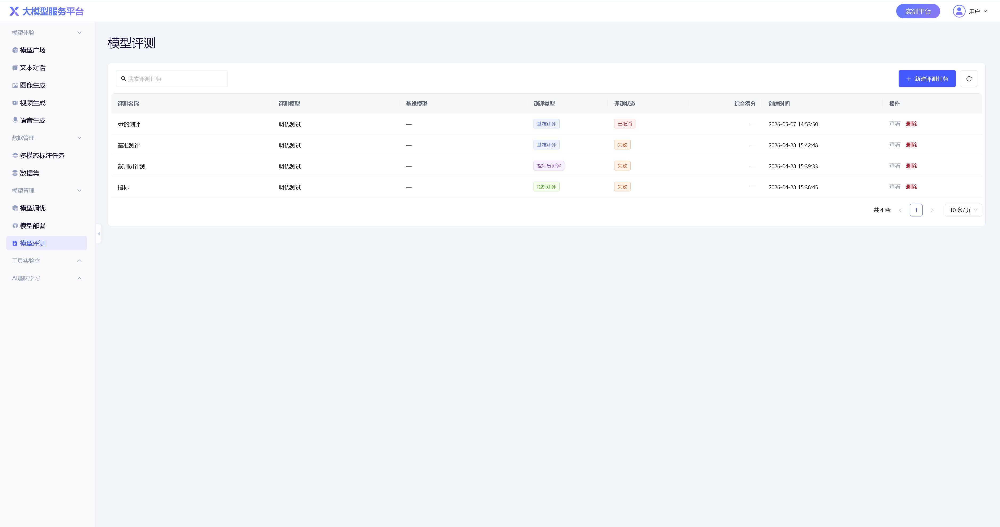 大模型服务平台
实训平台
用户
模型体验
模型广场
文本对话
图像生成
视频生成
语音生成
数据管理
多模态标注任务
数据集
模型管理
模型调优
模型部署
模型评测
工具实验室
AI趣味学习
模型评测
搜索评测任务
新建评测任务
评测名称 评测模型 基线模型 测评类型 评测状态 综合得分 创建时间 操作
stt的测评 调优测试 — 基准测评 已取消 — 2026-05-07 14:53:50 查看 删除
基准测评 调优测试 — 基准测评 失败 — 2026-04-28 15:42:48 查看 删除
裁判员评测 调优测试 — 裁判员测评 失败 — 2026-04-28 15:39:33 查看 删除
指标 调优测试 — 指标测评 失败 — 2026-04-28 15:38:45 查看 删除
共 4 条 1 10 条/页